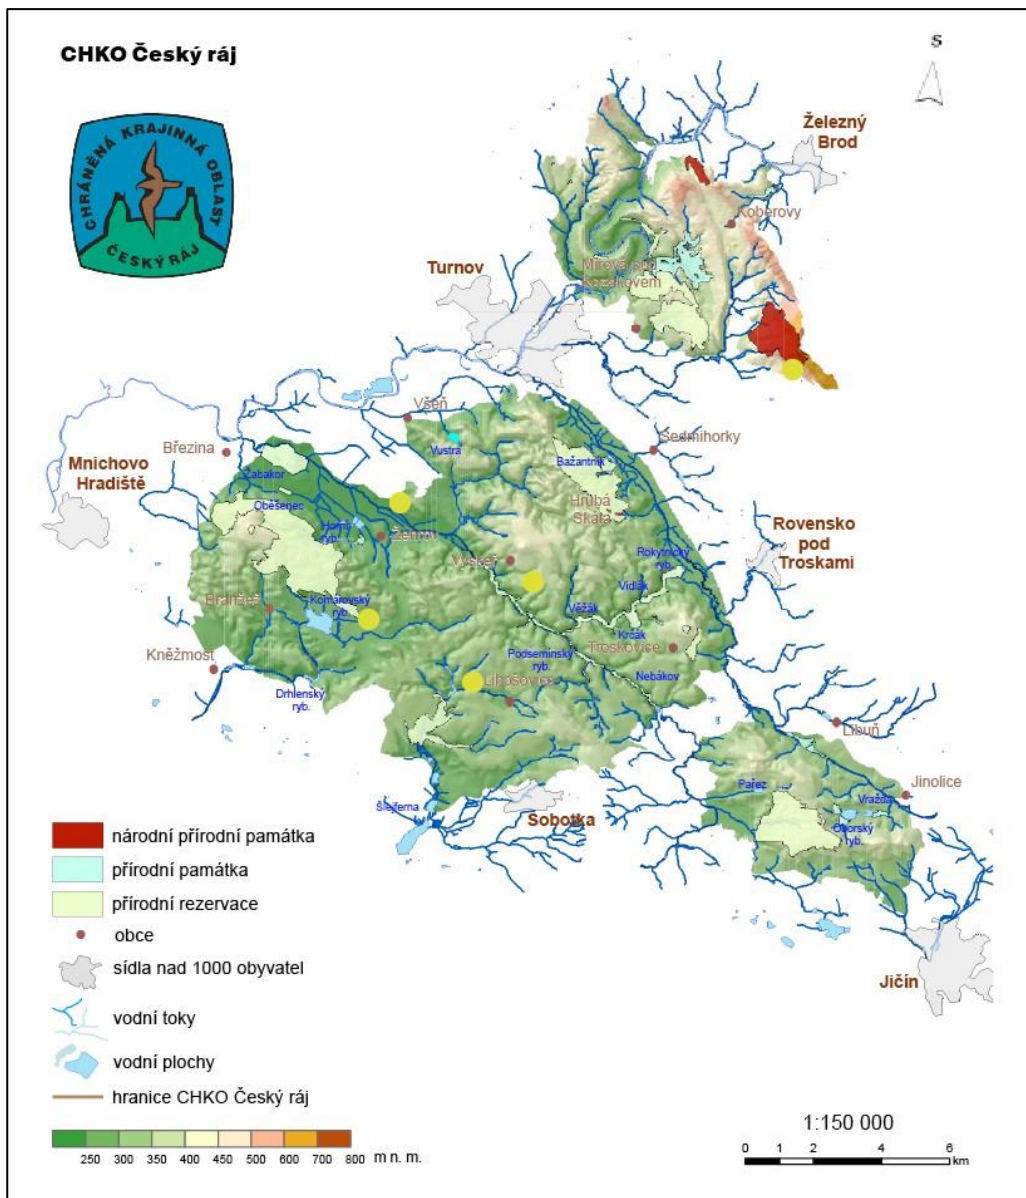 CHKO Český ráj
S
CHRÁNĚNÁ KRAJINNÁ OBLAST
ČESKÝ RÁJ
Železný
Brod
Koberovy
Turnov
Mírová pod
Kozákovem
Všeň
Sedmihorky
Březina
Vustra
Bažantník
Mnichovo
Hradiště
Žabakor
Hrubá
Skála
Oběšenec
Horní
ryb.
Žehrov
Rovensko
pod
Troskami
Vyskeř
Rokytnický
ryb.
Vidlák
Branžež
Komárovský
ryb.
Věžák
Krčák
Troskovice
Kněžmost
Podsemínský
ryb.
Nebákov
Libošovice
Drhlenský
ryb.
Libuň
Pařez
Jinolice
Vražda
Šlejferna
Sobotka
Oborský
ryb.
národní přírodní památka
přírodní památka
přírodní rezervace
obce
sídla nad 1000 obyvatel
Jičín
vodní toky
vodní plochy
hranice CHKO Český ráj
1:150 000
250 300 350 400 450 500 600 700 800 m n. m.
0 1 2 4 6
km